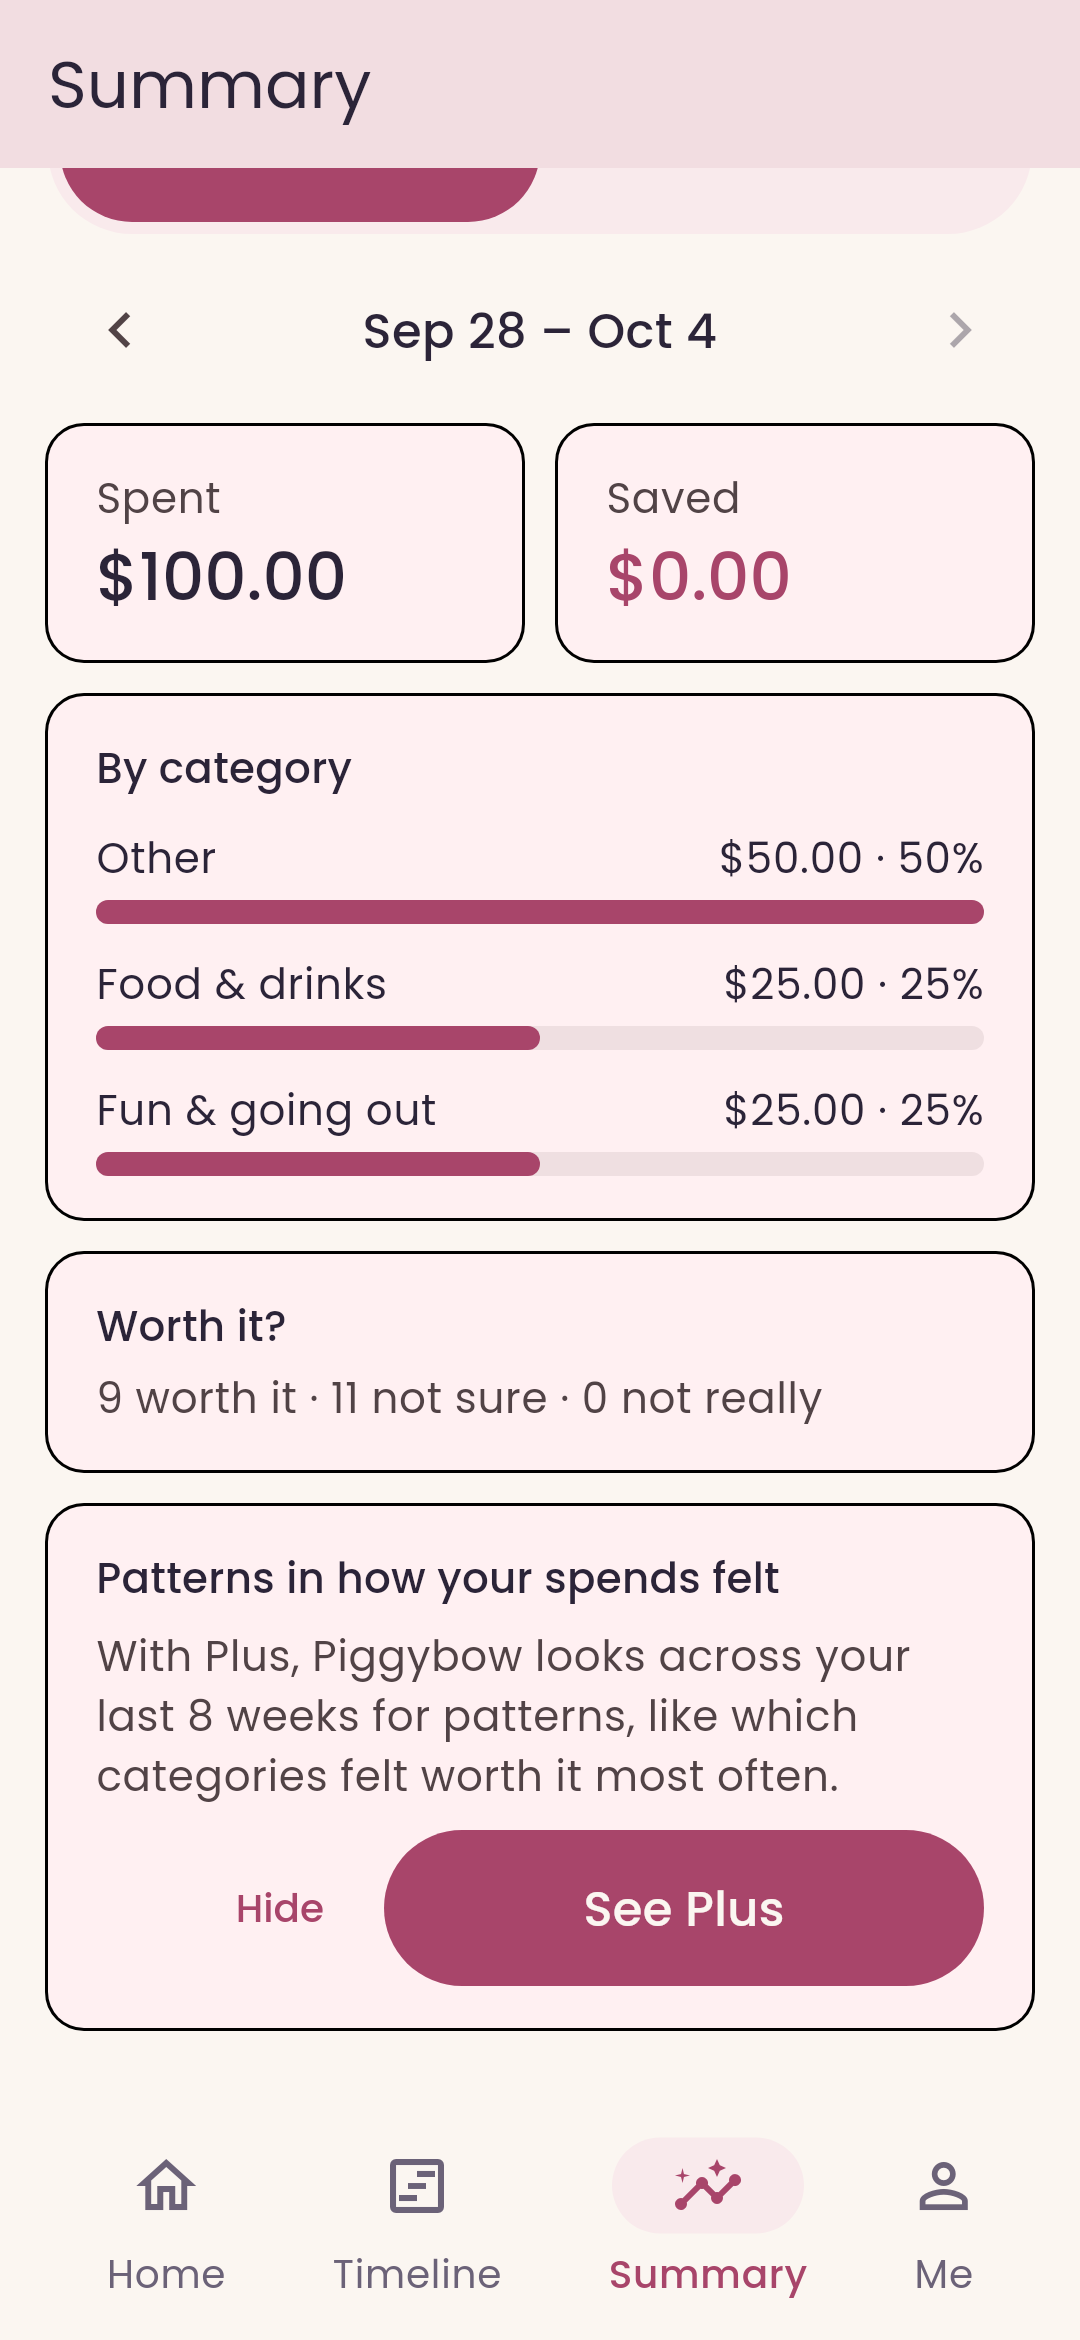 Summary
Sep 28 – Oct 4
Spent
$100.00
Saved
$0.00
By category
Other
$50.00 · 50%
Food & drinks
$25.00 · 25%
Fun & going out
$25.00 · 25%
Worth it?
9 worth it · 11 not sure · 0 not really
Patterns in how your spends felt
With Plus, Piggybow looks across your
last 8 weeks for patterns, like which
categories felt worth it most often.
Hide
See Plus
Home
Timeline
Summary
Me